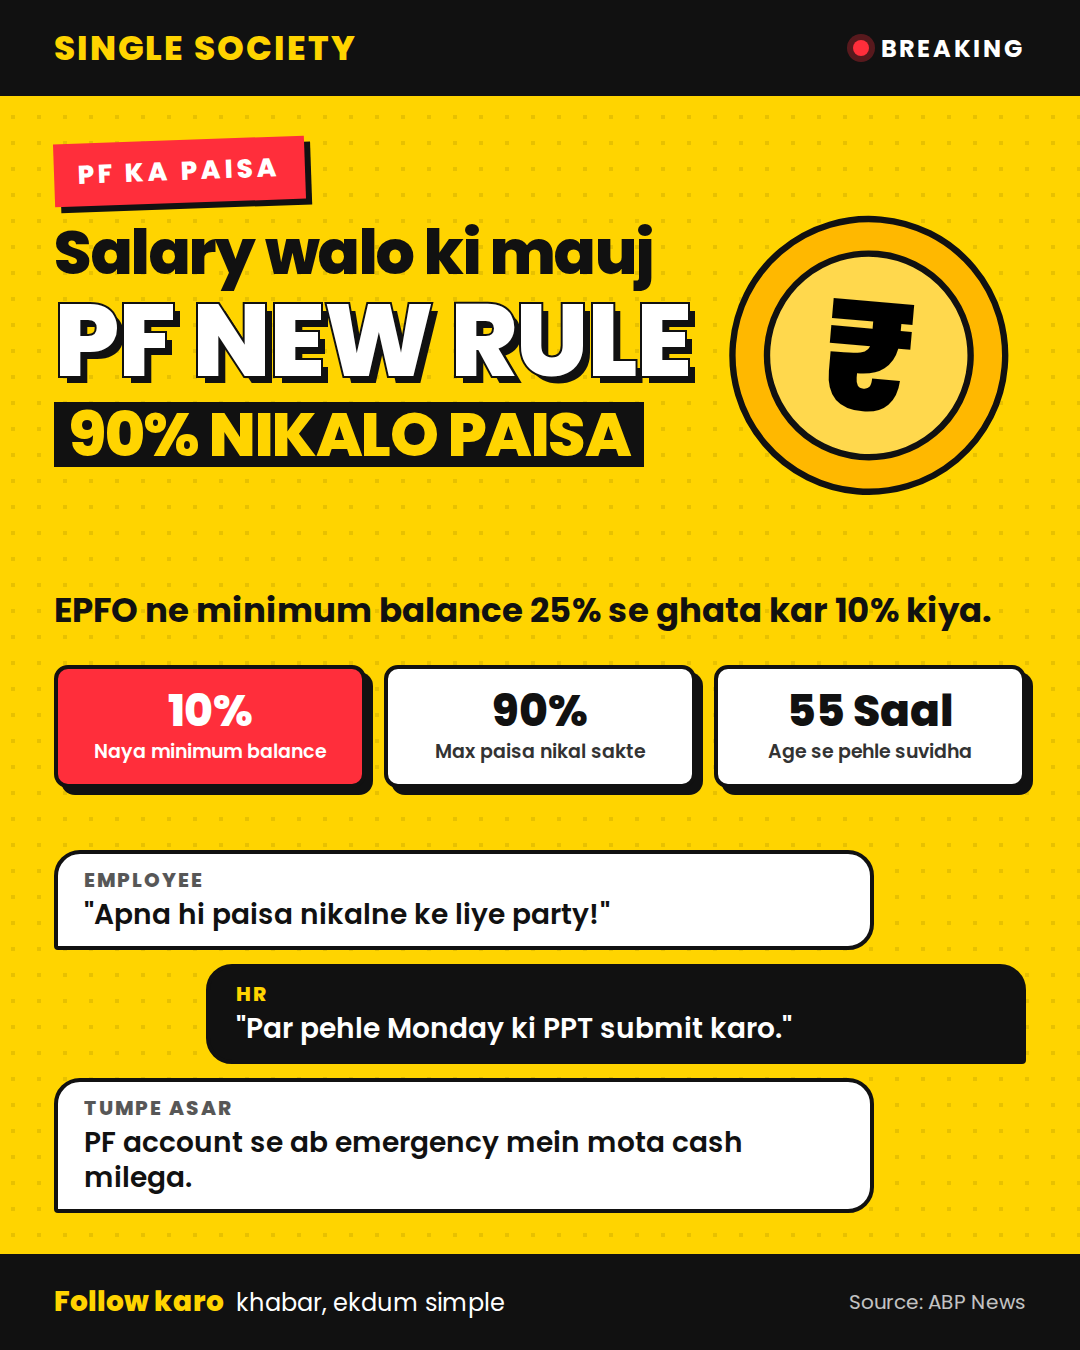 SINGLE SOCIETY
BREAKING
PF KA PAISA
Salary walo ki mauj
PF NEW RULE
90% NIKALO PAISA
₹
EPFO ne minimum balance 25% se ghata kar 10% kiya.
10%
Naya minimum balance
90%
Max paisa nikal sakte
55 Saal
Age se pehle suvidha
EMPLOYEE
"Apna hi paisa nikalne ke liye party!"
HR
"Par pehle Monday ki PPT submit karo."
TUMPE ASAR
PF account se ab emergency mein mota cash
milega.
Follow karo khabar, ekdum simple
Source: ABP News